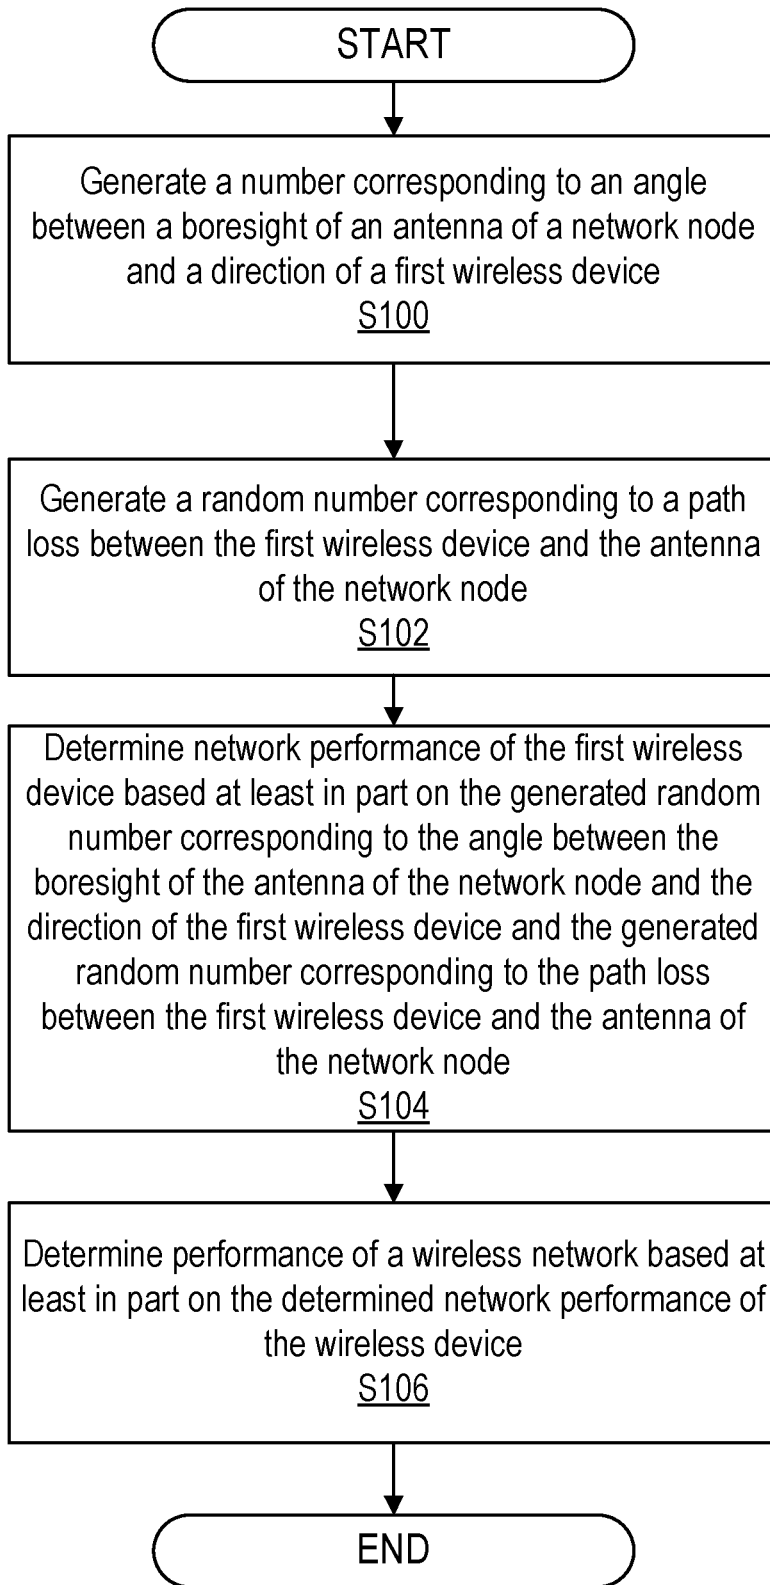 START
Generate a number corresponding to an angle
between a boresight of an antenna of a network node
and a direction of a first wireless device
S100
Generate a random number corresponding to a path
loss between the first wireless device and the antenna
of the network node
S102
Determine network performance of the first wireless
device based at least in part on the generated random
number corresponding to the angle between the
boresight of the antenna of the network node and the
direction of the first wireless device and the generated
random number corresponding to the path loss
between the first wireless device and the antenna of
the network node
S104
Determine performance of a wireless network based at
least in part on the determined network performance of
the wireless device
S106
END